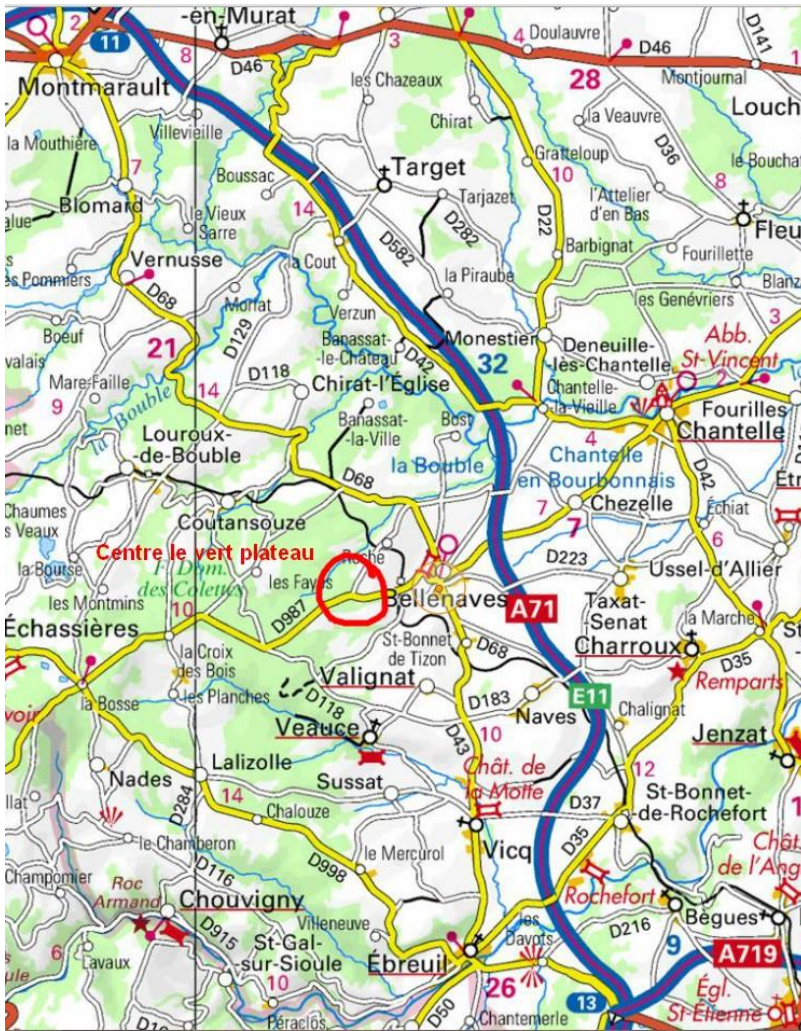 -en-Murat
2
11
8
D46
3
4
Doulauvre
D46
D141
Montmarault
les Chazeaux
28
Montjournal
Louch
Villevieille
Chirat
la Veauvre
la Mouthière
7
Target
Gratteloup
D36
le Bouchat
Boussac
10
l'Attelier
d'en Bas
8
Blomard
14
Tarjazet
D22
Fleu
le Vieux
Sarre
D282
Barbignat
Fourillette
Vernusse
la Cout
D582
la Piraube
les Genévriers
Blanz
es Pommiers
D68
Morfat
Verzun
3
Boeuf
D129
Banassat-
-le-Château
Monestier
Deneuille-
-lès-Chantelle
Abb.
St-Vincent
valais
21
D42
32
Mare-Faille
14
D118
Chirat-l'Église
Chantelle-
-la-Vieille
2
9
la Bouble
Banassat-
-la-Ville
Bost
4
Fourilles
Chantelle
net
Louroux-
-de-Bouble
la Bouble
Chantelle
en Bourbonnais
D42
D68
7
Chezelle
Étr
Chaumes
es Veaux
Coutansouze
7
Échiat
Centre le vert plateau
Roche
D223
6
la Bourse
F. Dom.
des Colettes
les Fayes
Ussel-d'Allier
les Montmins
Bellenaves
A71
Taxat-
Senat
la Marche
10
D987
Échassières
St-Bonnet
de Tizon
D68
Charroux
St
la Croix
des Bois
Valignat
D35
Remparts
voir
les Planches
D118
D183
E11
la Bosse
Veauce
10
Naves
Chalignat
Jenzat
D43
Nades
Lalizolle
Sussat
Chât. de
la Motte
12
llat
D284
14
Chalouze
D37
St-Bonnet-
de-Rochefort
1
le Chamberon
le Mercurol
Vicq
D35
Chât.
de l'Ang
Champomier
D116
D998
Roc
Armand
Chouvigny
Rochefort
Villeneuve
les
Davots
D216
Bègues
D915
St-Gal-
sur-Sioule
9
A719
6
Lavaux
Ébreuil
10
26
13
Égl.
St-Étienne
Péraclos
D50
Chantemerle